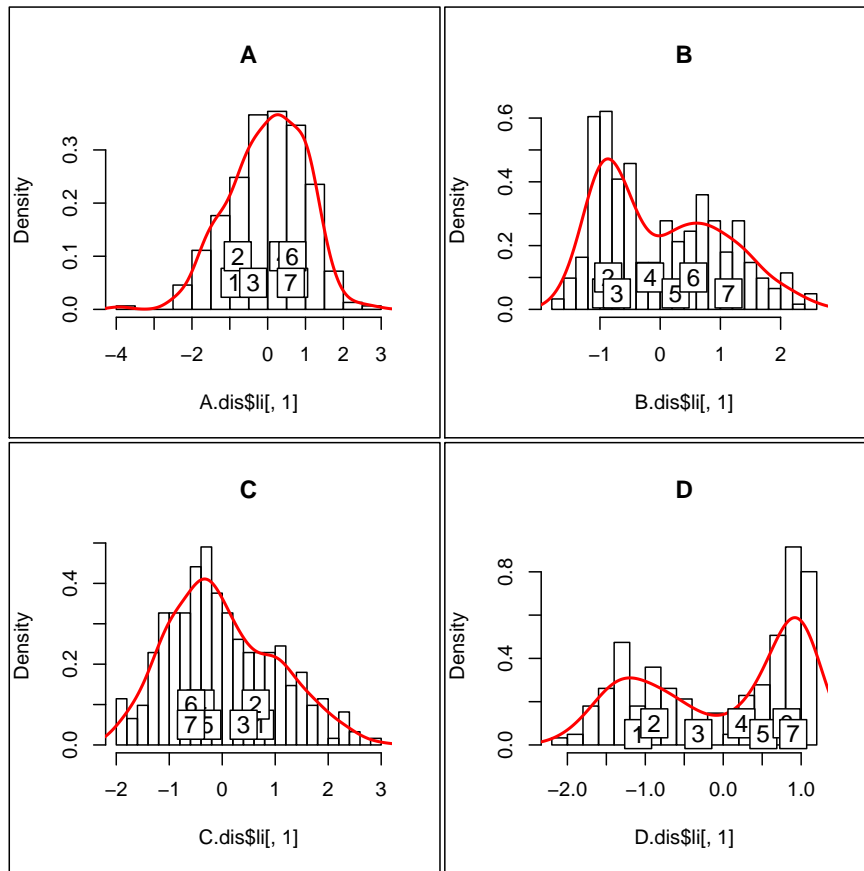 A
Density
0.0 0.1 0.2 0.3
2 6
1 3 7
−4 −2 0 1 2 3
A.dis$li[, 1]
B
Density
0.0 0.2 0.4 0.6
4 6
3 5 7
−1 0 1 2
B.dis$li[, 1]
C
Density
0.0 0.2 0.4
6 2
7 5 3 1
−2 −1 0 1 2 3
C.dis$li[, 1]
D
Density
0.0 0.4 0.8
2 4
1 3 5 7
−2.0 −1.0 0.0 1.0
D.dis$li[, 1]